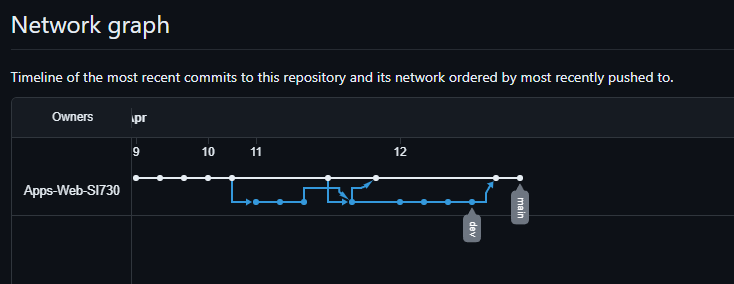 Network graph
Timeline of the most recent commits to this repository and its network ordered by most recently pushed to.
Owners
Apr
9 10 11 12
Apps-Web-SI730
main
dev